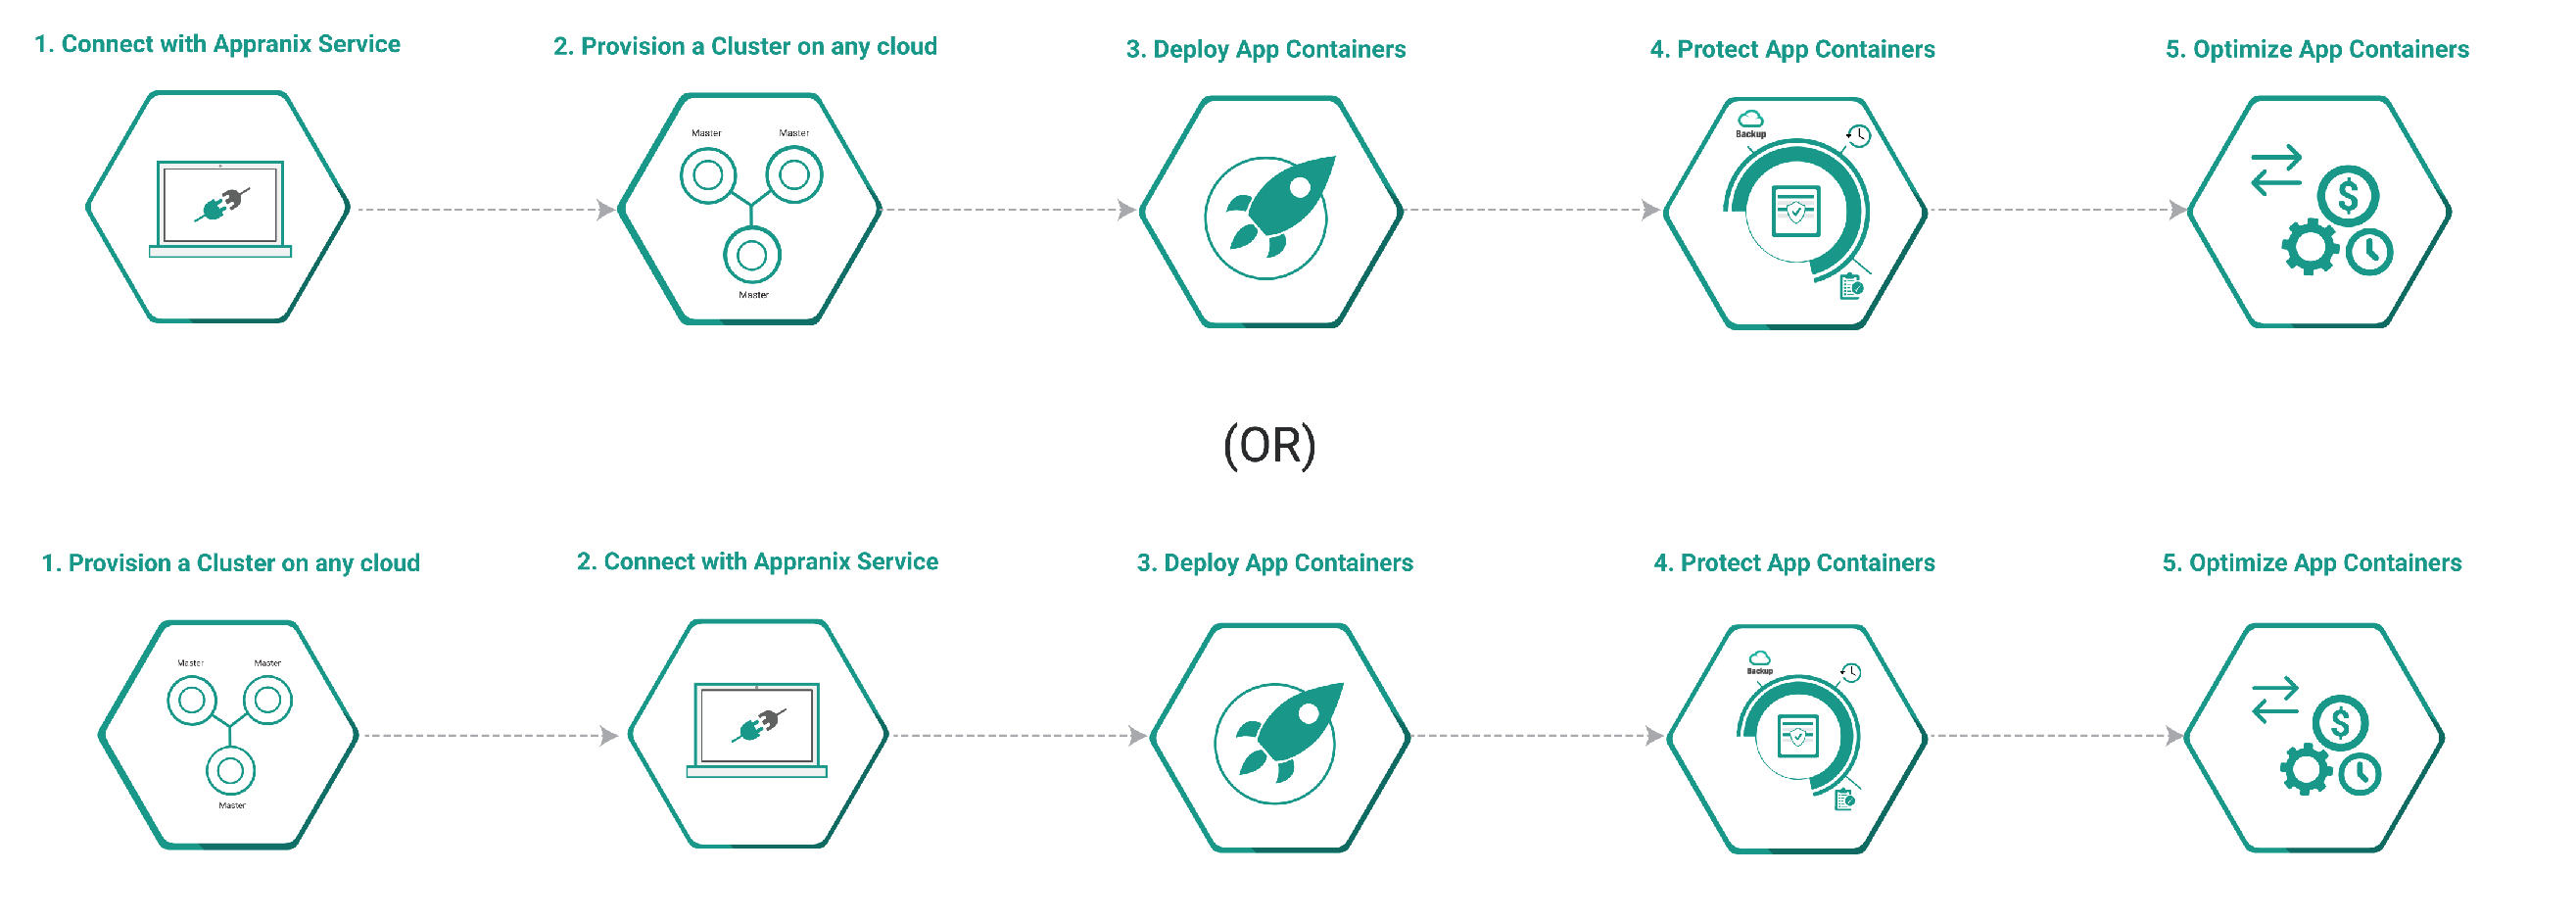 1. Connect with Appranix Service
2. Provision a Cluster on any cloud
3. Deploy App Containers
4. Protect App Containers
5. Optimize App Containers
Master
Master
Master
Backup
(OR)
1. Provision a Cluster on any cloud
2. Connect with Appranix Service
3. Deploy App Containers
4. Protect App Containers
5. Optimize App Containers
Master
Master
Master
Backup